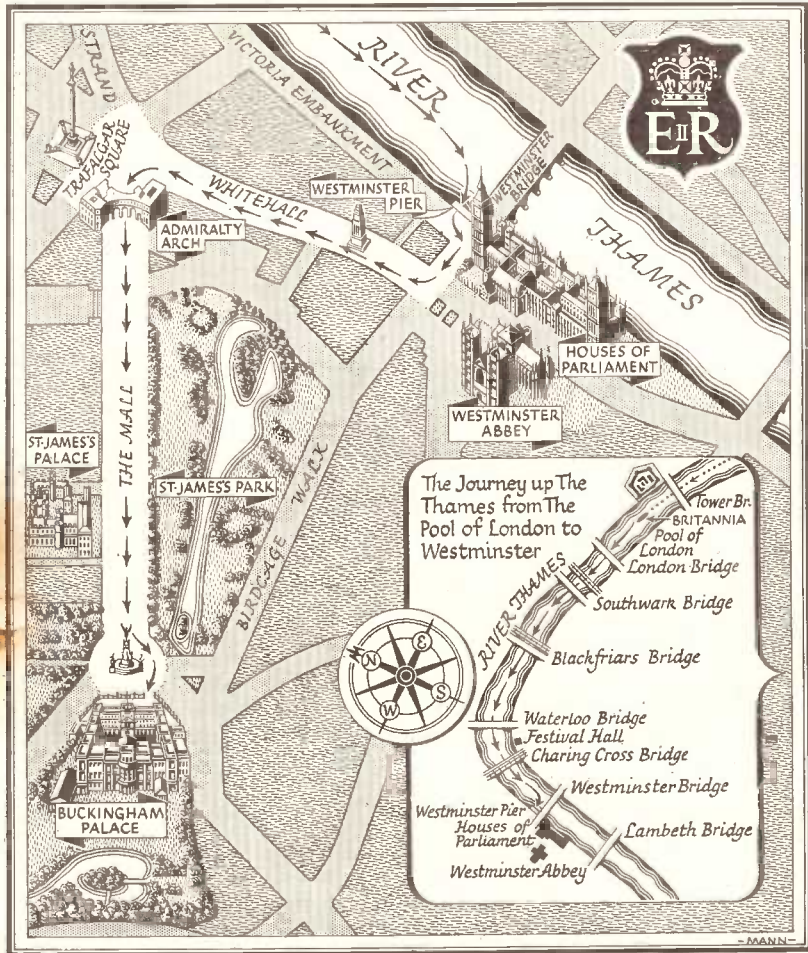 STRAND
VICTORIA EMBANKMENT
RIVER
EIIR
TRAFALGAR
SQUARE
WHITEHALL
WESTMINSTER
PIER
WESTMINSTER
BRIDGE
THAMES
ADMIRALTY
ARCH
HOUSES OF
PARLIAMENT
WESTMINSTER
ABBEY
THE MALL
ST·JAMES'S
PALACE
ST·JAMES'S PARK
BIRDCAGE WALK
BUCKINGHAM
PALACE
The Journey up The
Thames from The
Pool of London to
Westminster
Tower Br.
BRITANNIA
Pool of
London
London Bridge
RIVER THAMES
Southwark Bridge
Blackfriars Bridge
Waterloo Bridge
Festival Hall
Charing Cross Bridge
Westminster Bridge
Westminster Pier
Houses of
Parliament
Lambeth Bridge
Westminster Abbey
N
E
S
W
-MANN-